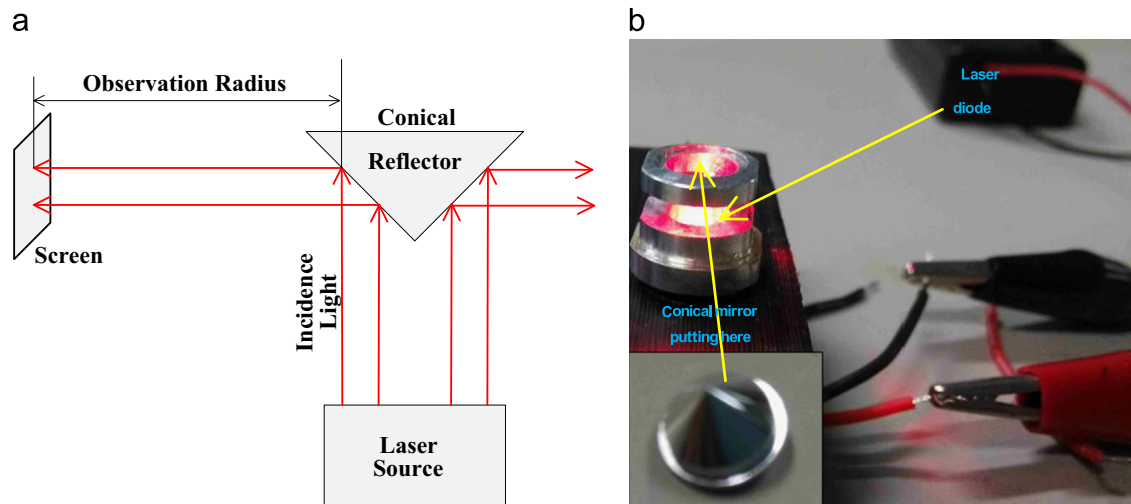 a
Observation Radius
Conical
Reflector
Screen
Incidence
Light
Laser
Source
b
Laser
diode
Conical mirror
putting here